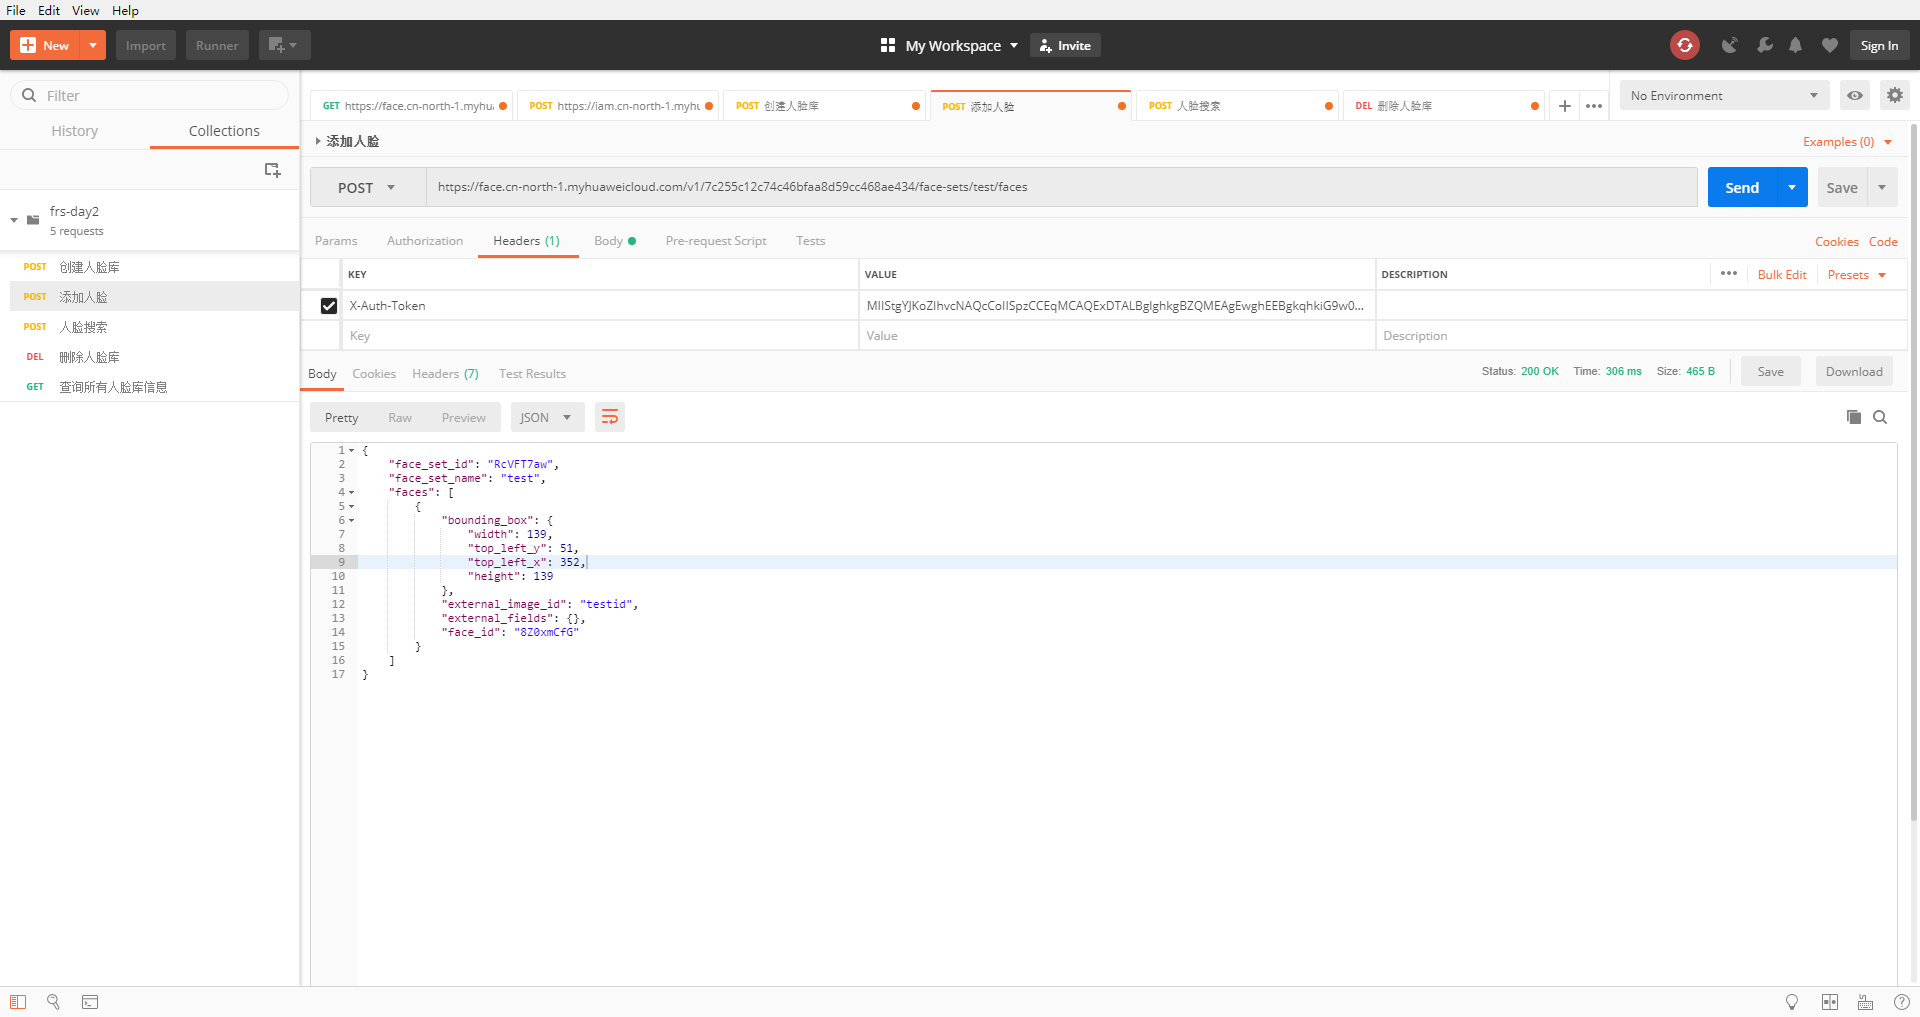 File Edit View Help
New Import Runner My Workspace Invite Sign In
Filter
History Collections
frs-day2
5 requests
POST 创建人脸库
POST 添加人脸
POST 人脸搜索
DEL 删除人脸库
GET 查询所有人脸库信息
GET https://face.cn-north-1.myhu POST https://iam.cn-north-1.myh POST 创建人脸库 POST 添加人脸 POST 人脸搜索 DEL 删除人脸库 + ••• No Environment
添加人脸 Examples (0)
POST https://face.cn-north-1.myhuaweicloud.com/v1/7c255c12c74c46bfaa8d59cc468ae434/face-sets/test/faces Send Save
Params Authorization Headers (1) Body Pre-request Script Tests Cookies Code
KEY VALUE DESCRIPTION ••• Bulk Edit Presets
X-Auth-Token MIIStgYJKoZIhvcNAQcCoIISpzCCEqMCAQExDTALBglghkgBZQMEAgEwghEEBgkqhkiG9w0...
Key Value Description
Body Cookies Headers (7) Test Results Status: 200 OK Time: 306 ms Size: 465 B Save Download
Pretty Raw Preview JSON
1 {
2 "face_set_id": "RcVFT7aw",
3 "face_set_name": "test",
4 "faces": [
5 {
6 "bounding_box": {
7 "width": 139,
8 "top_left_y": 51,
9 "top_left_x": 352,
10 "height": 139
11 },
12 "external_image_id": "testid",
13 "external_fields": {},
14 "face_id": "8Z0xmCfG"
15 }
16 ]
17 }